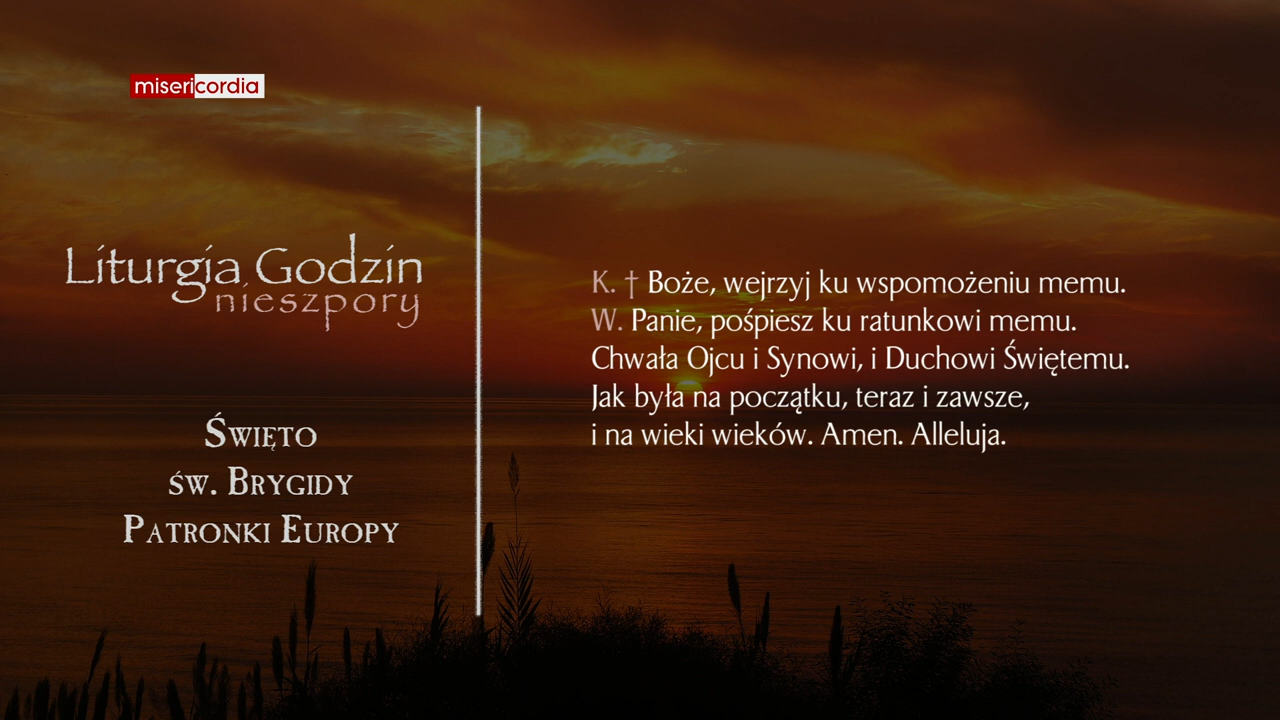 misericordia
Liturgia Godzin
nieszpory
Święto
św. Brygidy
Patronki Europy
K. † Boże, wejrzyj ku wspomożeniu memu.
W. Panie, pośpiesz ku ratunkowi memu.
Chwała Ojcu i Synowi, i Duchowi Świętemu.
Jak była na początku, teraz i zawsze,
i na wieki wieków. Amen. Alleluja.